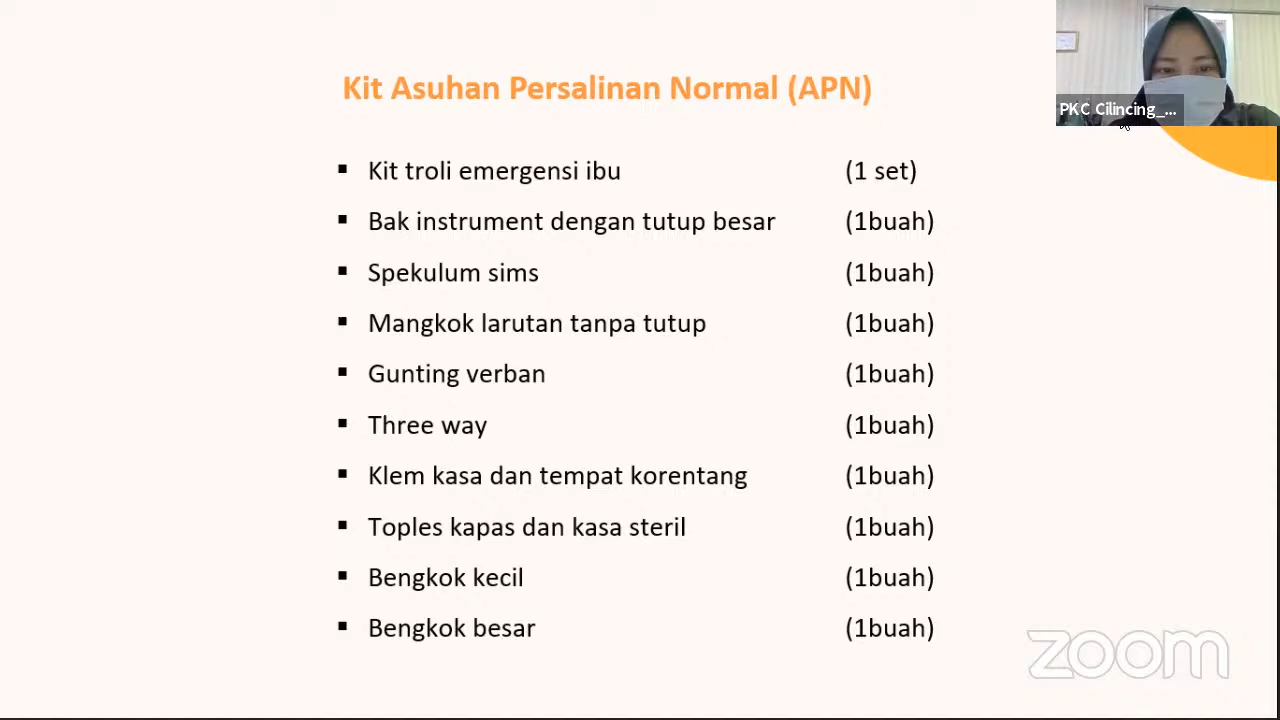 Kit Asuhan Persalinan Normal (APN)
PKC Cilincing_...
▪ Kit troli emergensi ibu (1 set)
▪ Bak instrument dengan tutup besar (1buah)
▪ Spekulum sims (1buah)
▪ Mangkok larutan tanpa tutup (1buah)
▪ Gunting verban (1buah)
▪ Three way (1buah)
▪ Klem kasa dan tempat korentang (1buah)
▪ Toples kapas dan kasa steril (1buah)
▪ Bengkok kecil (1buah)
▪ Bengkok besar (1buah)
zoom